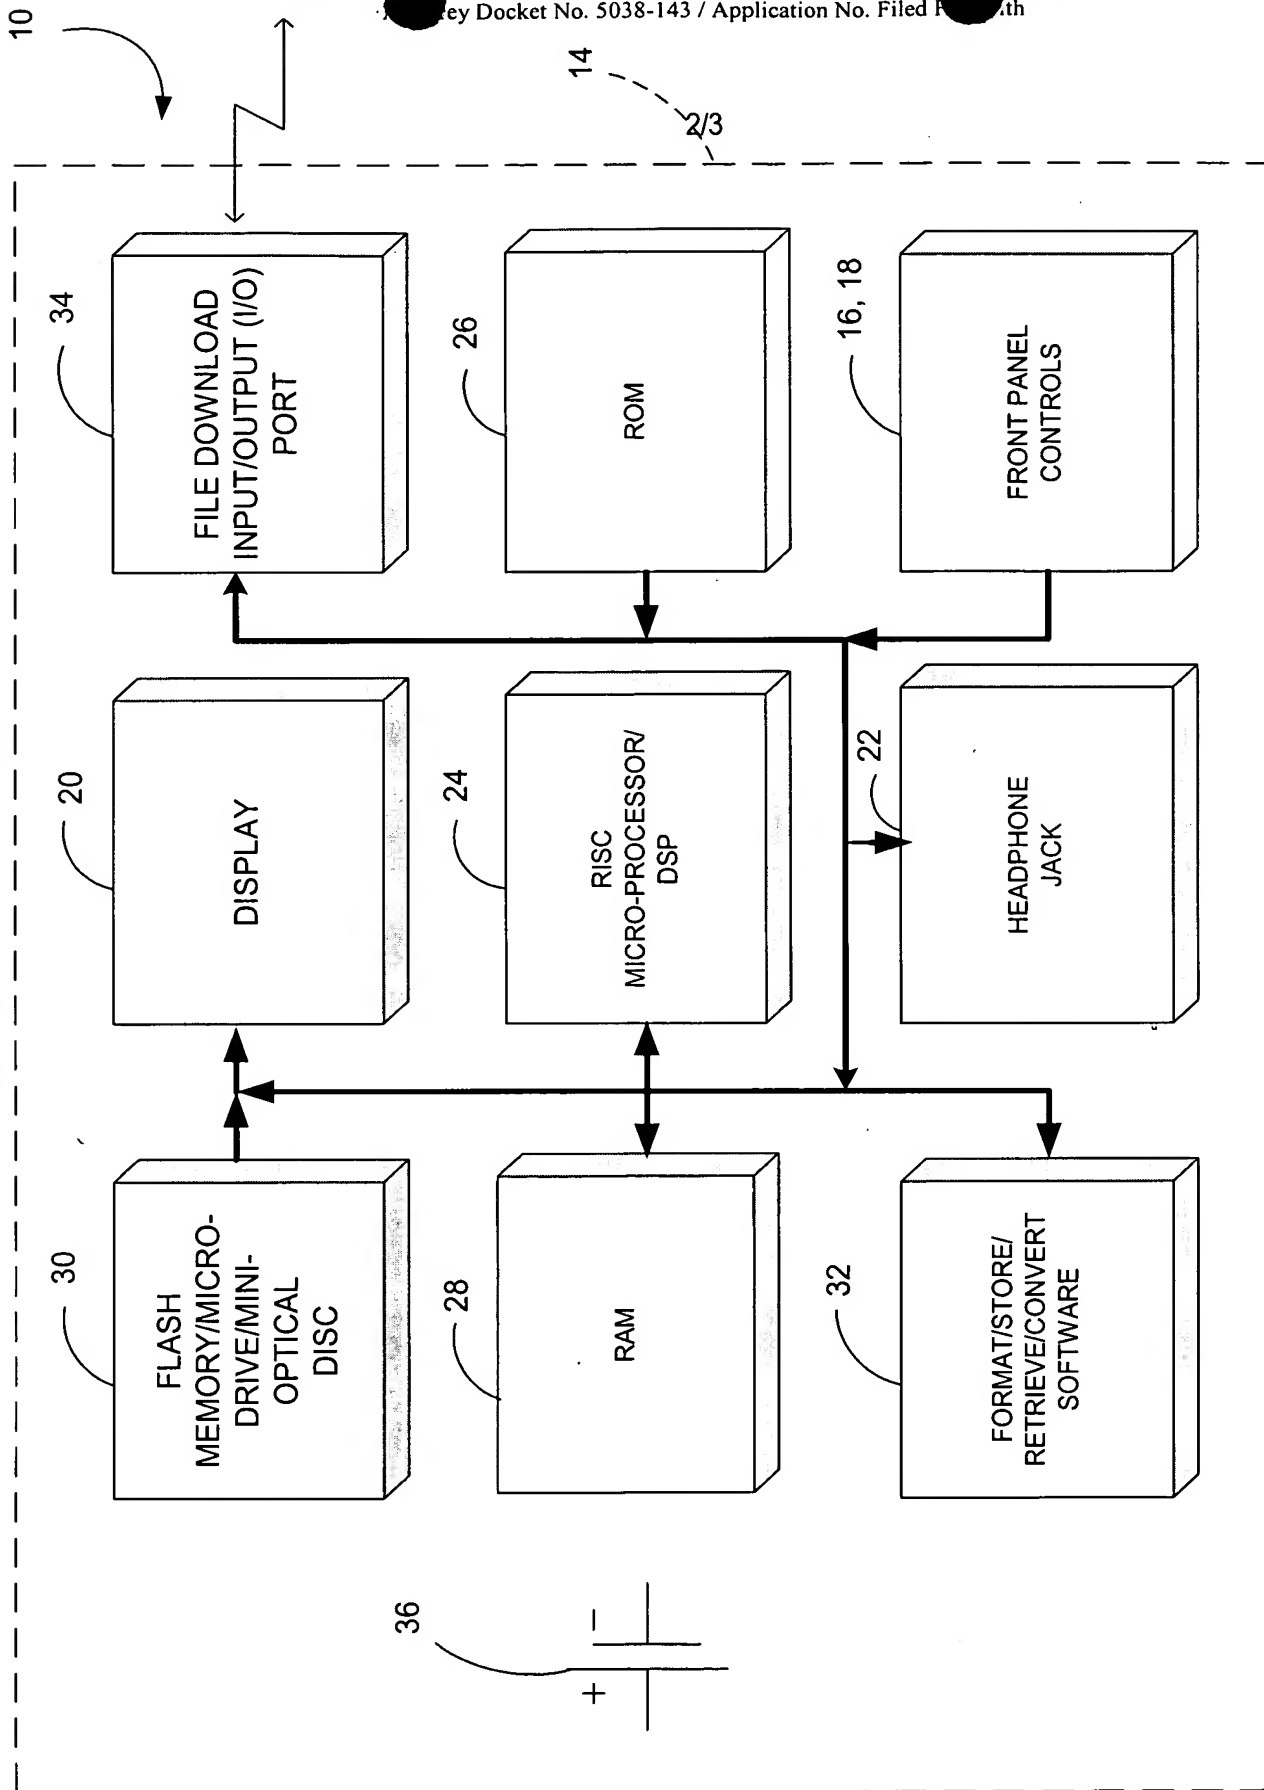 Docket No. 5038-143 / Application No. Filed
2/3
10
14
30
FLASH
MEMORY/MICRO-
DRIVE/MINI-
OPTICAL
DISC
20
DISPLAY
34
FILE DOWNLOAD
INPUT/OUTPUT (I/O)
PORT
36
+ −
28
RAM
24
RISC
MICRO-PROCESSOR/
DSP
26
ROM
32
FORMAT/STORE/
RETRIEVE/CONVERT
SOFTWARE
22
HEADPHONE
JACK
16, 18
FRONT PANEL
CONTROLS